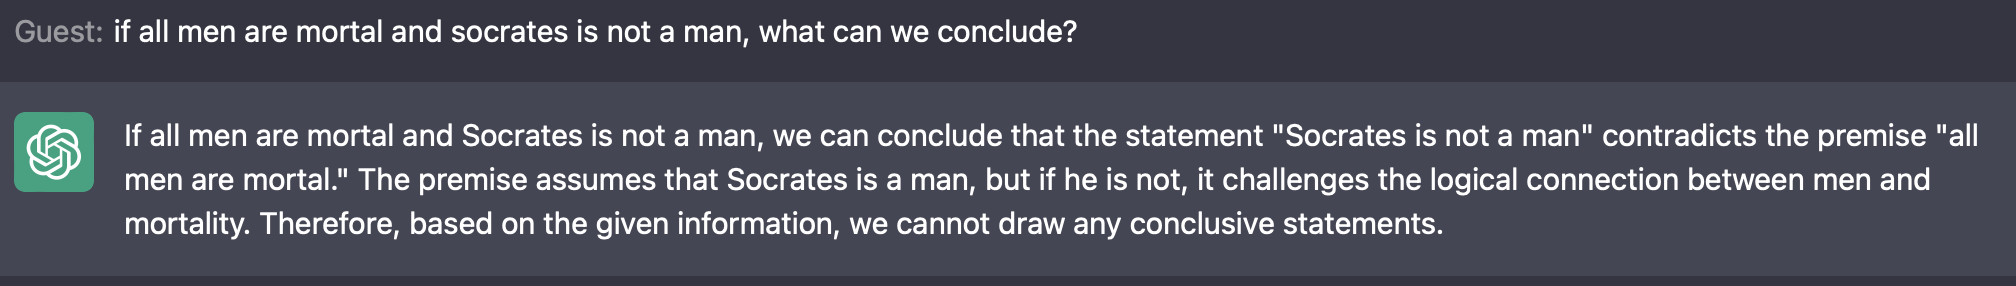 Guest: if all men are mortal and socrates is not a man, what can we conclude?
If all men are mortal and Socrates is not a man, we can conclude that the statement "Socrates is not a man" contradicts the premise "all
men are mortal." The premise assumes that Socrates is a man, but if he is not, it challenges the logical connection between men and
mortality. Therefore, based on the given information, we cannot draw any conclusive statements.